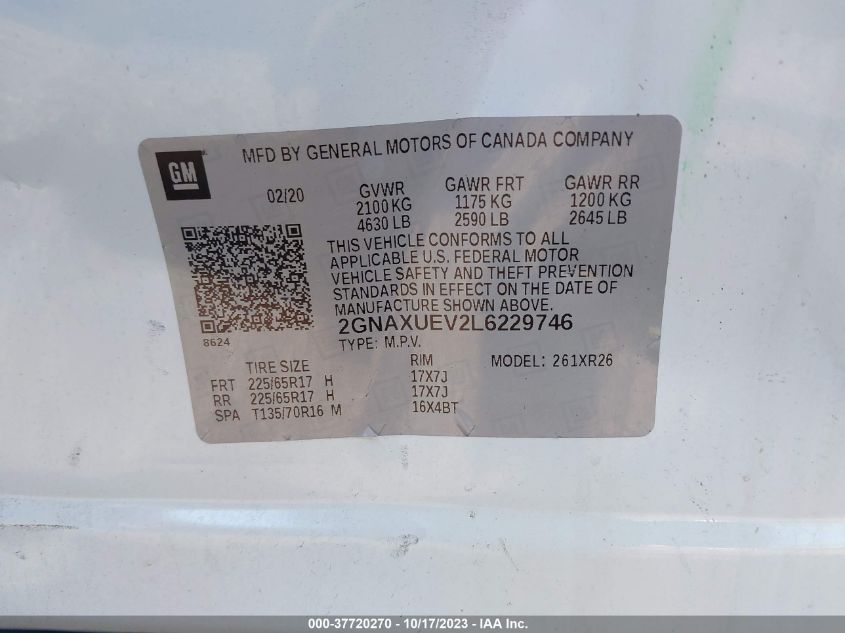 GM
MFD BY GENERAL MOTORS OF CANADA COMPANY
02/20 GVWR GAWR FRT GAWR RR
2100 KG 1175 KG 1200 KG
4630 LB 2590 LB 2645 LB
THIS VEHICLE CONFORMS TO ALL
APPLICABLE U.S. FEDERAL MOTOR
VEHICLE SAFETY AND THEFT PREVENTION
STANDARDS IN EFFECT ON THE DATE OF
MANUFACTURE SHOWN ABOVE.
2GNAXUEV2L6229746
8624
TYPE: M.P.V.
TIRE SIZE RIM MODEL: 261XR26
FRT 225/65R17 H 17X7J
RR 225/65R17 H 17X7J
SPA T135/70R16 M 16X4BT
000-37720270 - 10/17/2023 - IAA Inc.